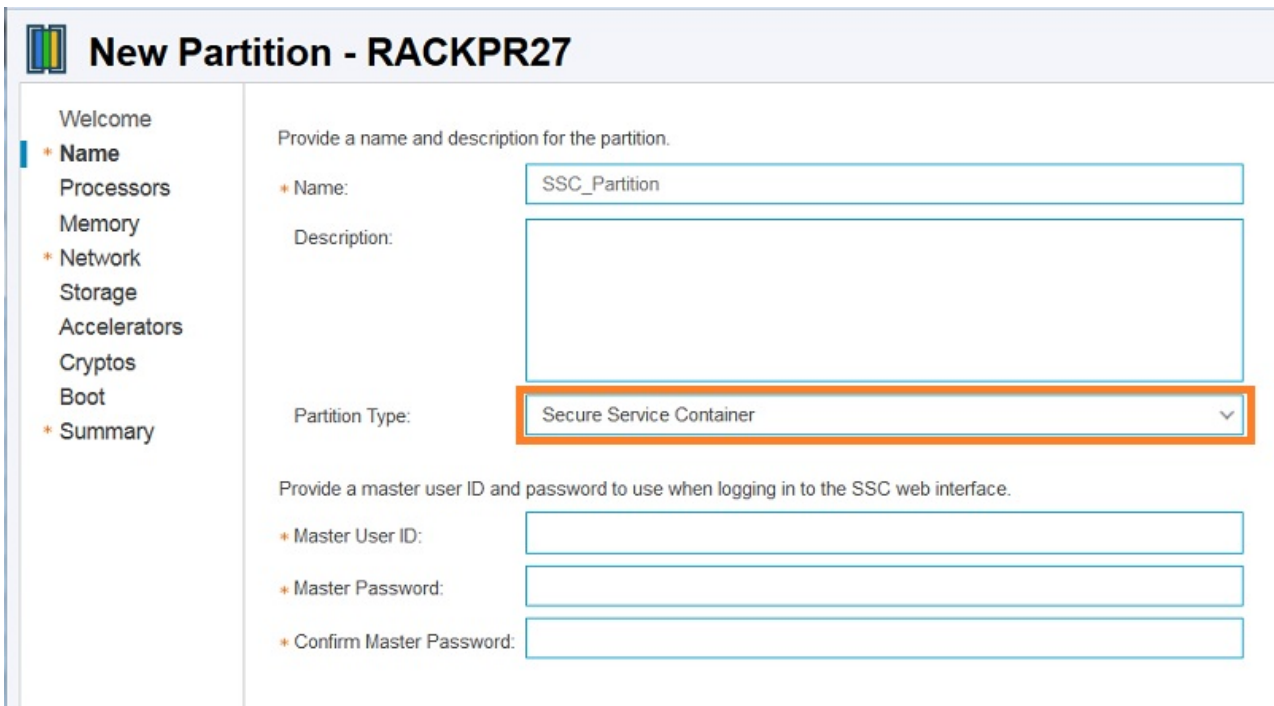 New Partition - RACKPR27
Welcome
* Name
Processors
Memory
* Network
Storage
Accelerators
Cryptos
Boot
* Summary
Provide a name and description for the partition.
* Name: SSC_Partition
Description:
Partition Type: Secure Service Container
Provide a master user ID and password to use when logging in to the SSC web interface.
* Master User ID:
* Master Password:
* Confirm Master Password: